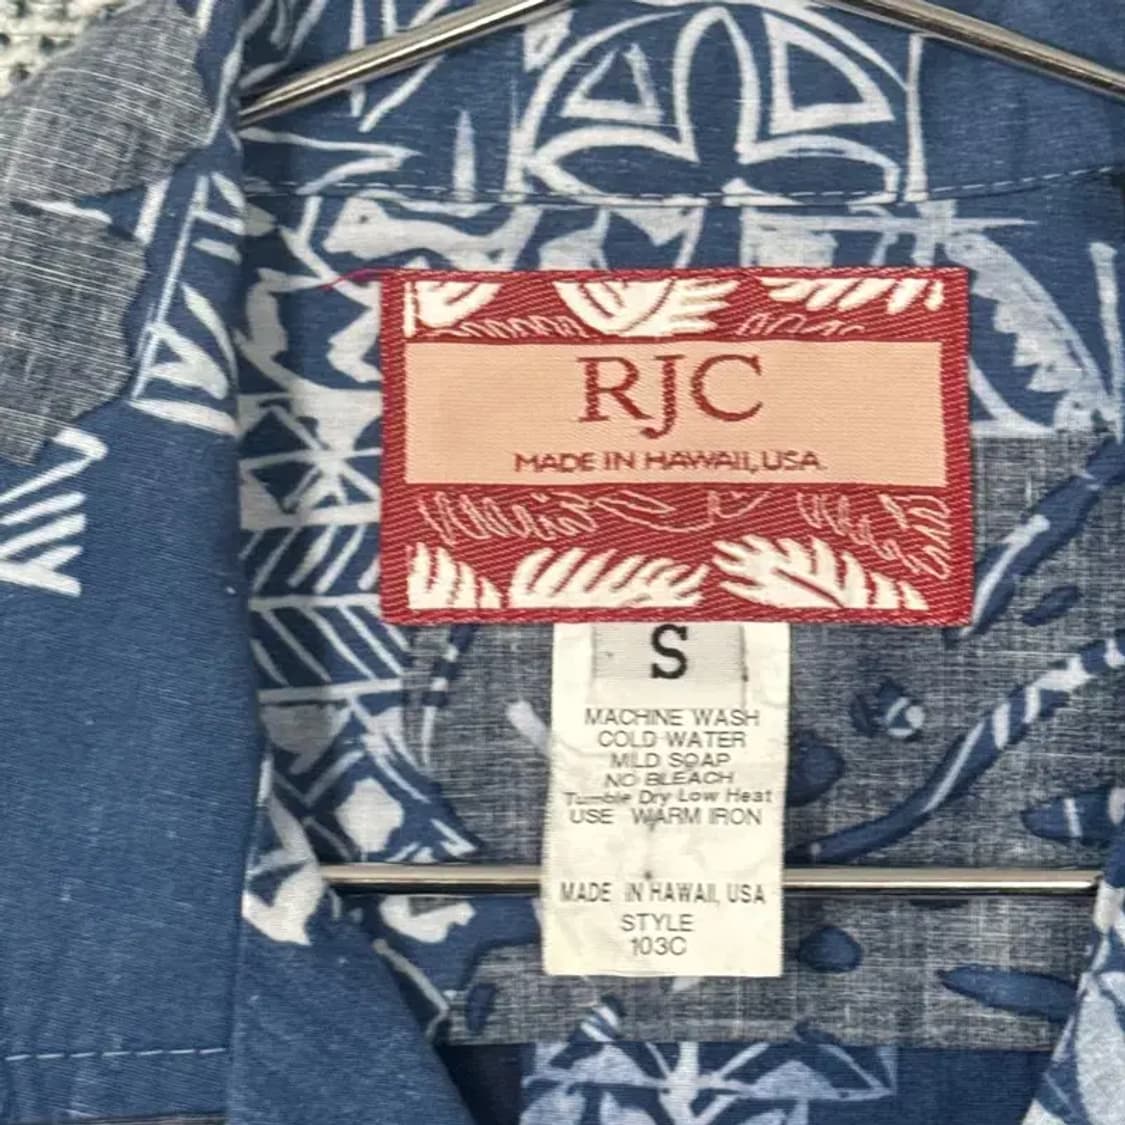 RJC
MADE IN HAWAII, USA.
S
MACHINE WASH
COLD WATER
MILD SOAP
NO BLEACH
Tumble Dry Low Heat
USE WARM IRON
MADE IN HAWAII, USA
STYLE
103C